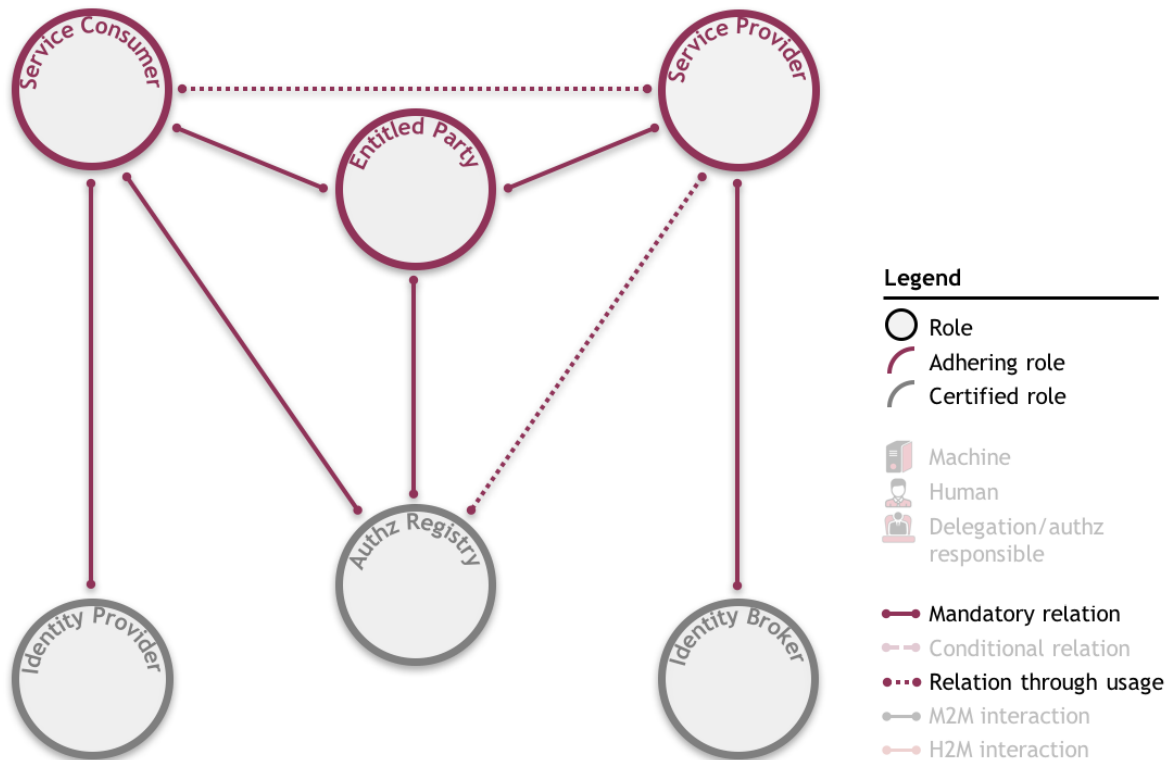 Service Consumer
Service Provider
Entitled Party
Authz Registry
Identity Provider
Identity Broker
Legend
Role
Adhering role
Certified role
Machine
Human
Delegation/authz
responsible
Mandatory relation
Conditional relation
Relation through usage
M2M interaction
H2M interaction